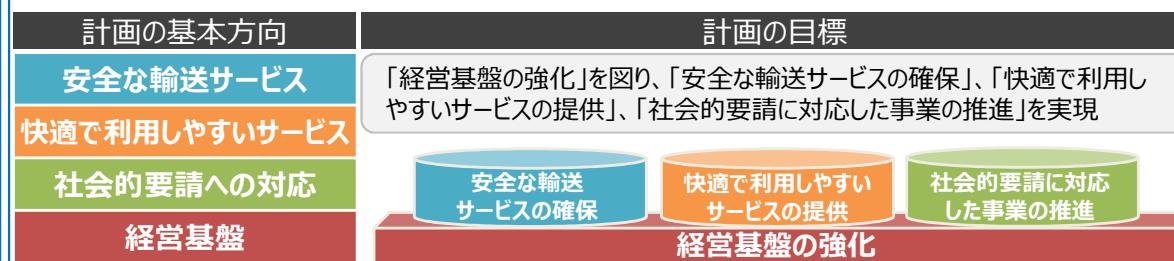 計画の基本方向
安全な輸送サービス
快適で利用しやすいサービス
社会的要請への対応
経営基盤
計画の目標
「経営基盤の強化」を図り、「安全な輸送サービスの確保」、「快適で利用し
やすいサービスの提供」、「社会的要請に対応した事業の推進」を実現
安全な輸送
サービスの確保
快適で利用しやすい
サービスの提供
社会的要請に対応
した事業の推進
経営基盤の強化